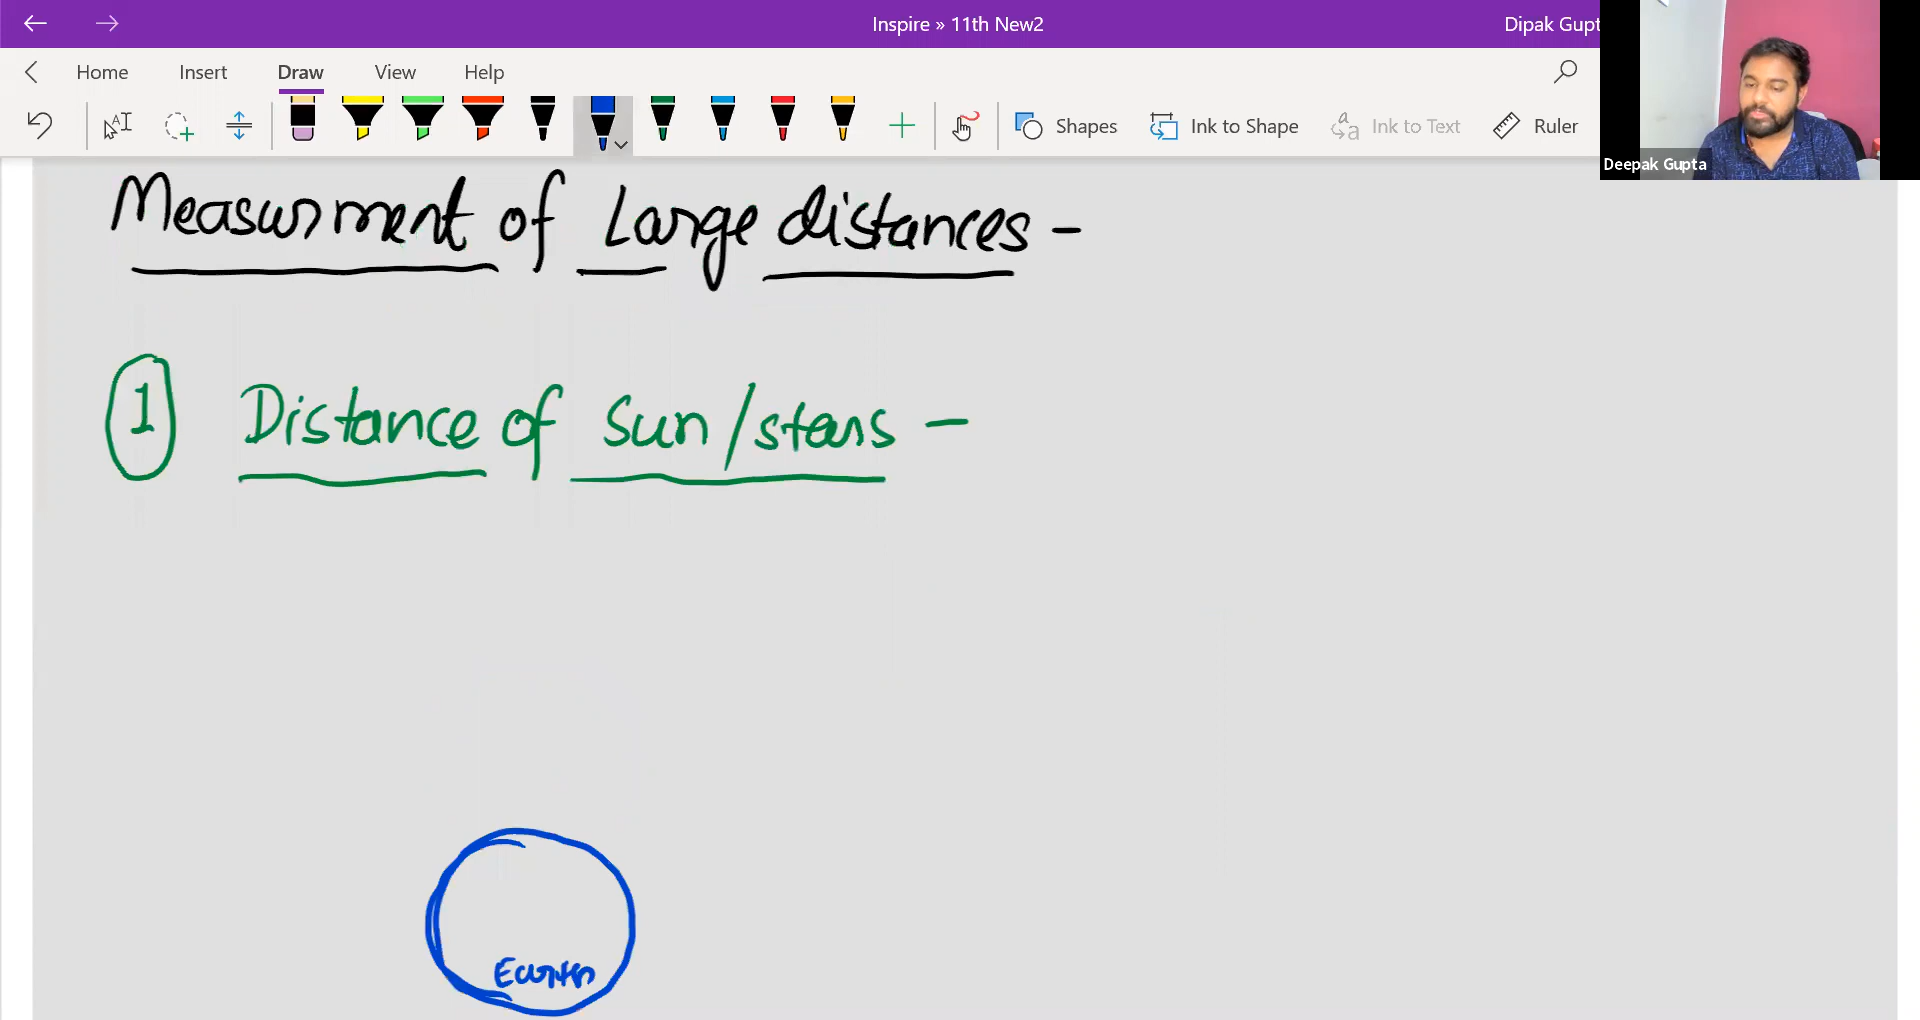 Inspire » 11th New2
Dipak Gupt
Home Insert Draw View Help
Shapes Ink to Shape Ink to Text Ruler
Deepak Gupta
Measurment of Large distances -
1 Distance of Sun/stars -
Earth